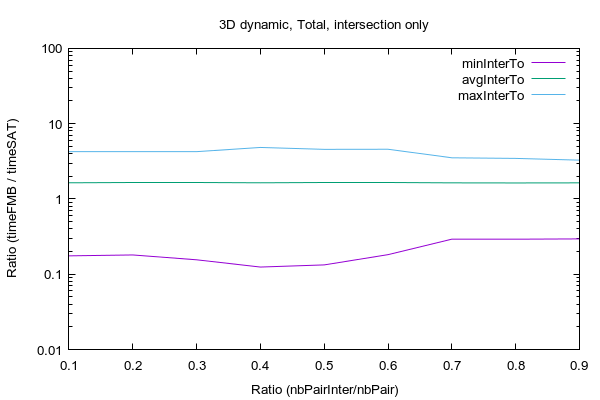 3D dynamic, Total, intersection only
100
10
1
0.1
0.01
Ratio (timeFMB / timeSAT)
minInterTo
avgInterTo
maxInterTo
0.1 0.2 0.3 0.4 0.5 0.6 0.7 0.8 0.9
Ratio (nbPairInter/nbPair)